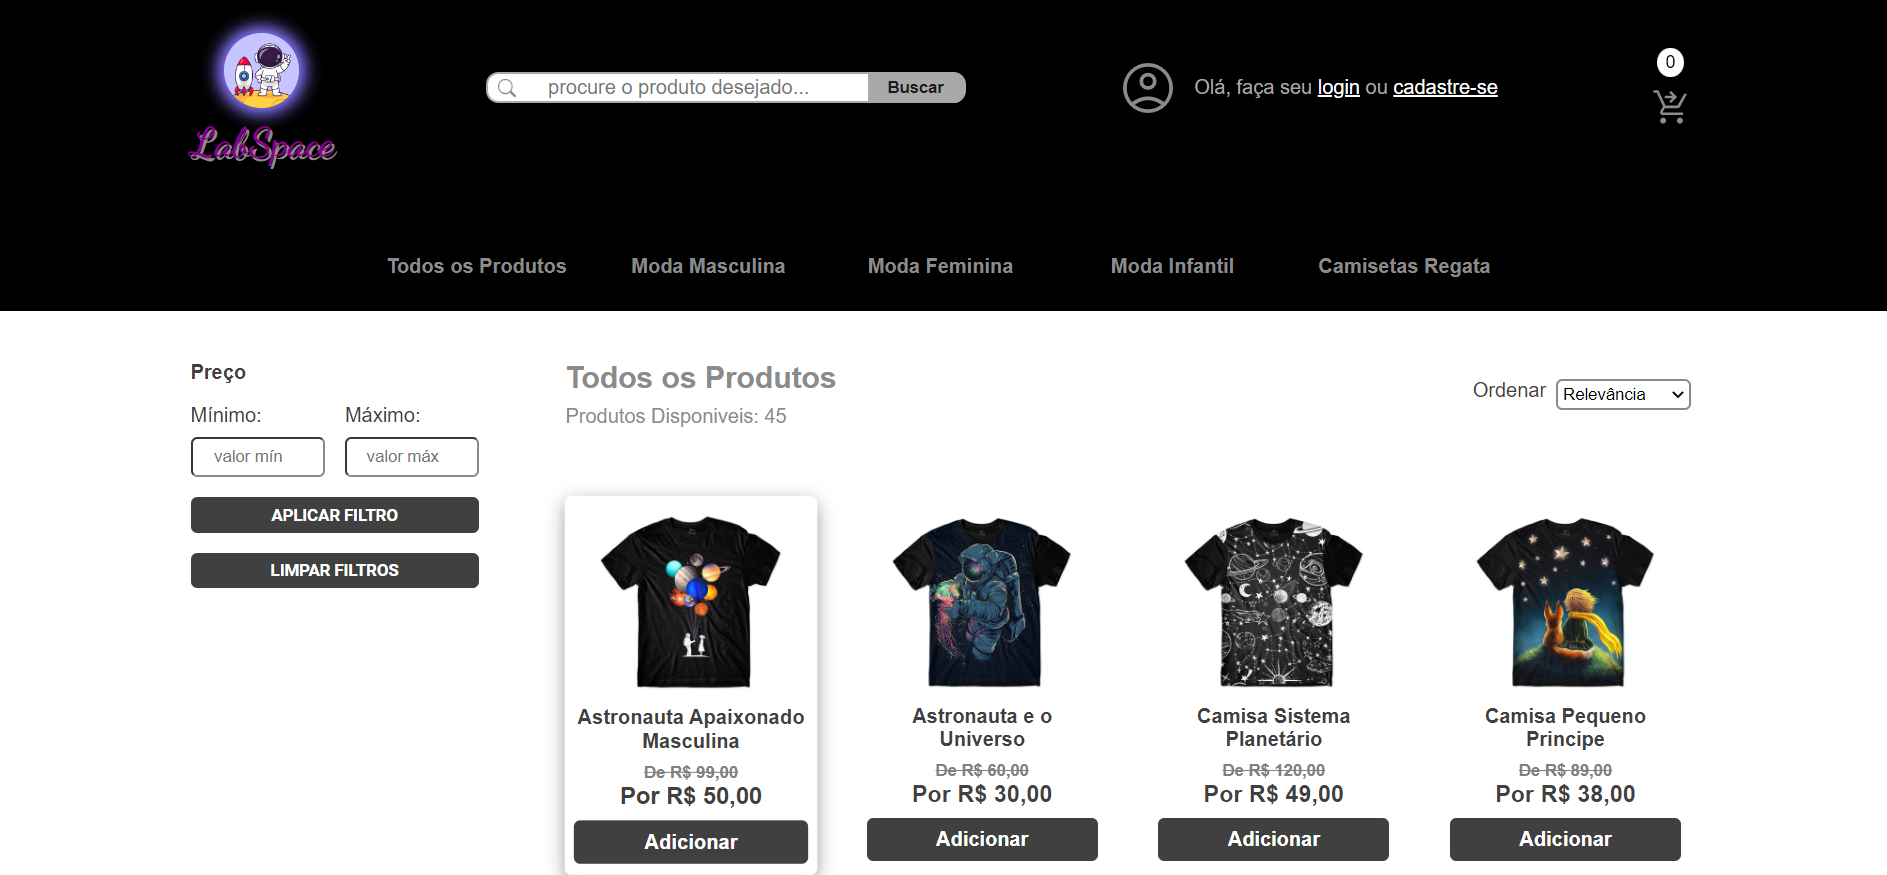 LabSpace
procure o produto desejado...
Buscar
Olá, faça seu login ou cadastre-se
0
Todos os Produtos
Moda Masculina
Moda Feminina
Moda Infantil
Camisetas Regata
Preço
Mínimo:
Máximo:
valor mín
valor máx
APLICAR FILTRO
LIMPAR FILTROS
Todos os Produtos
Produtos Disponiveis: 45
Ordenar
Relevância
Astronauta Apaixonado
Masculina
De R$ 99,00
Por R$ 50,00
Adicionar
Astronauta e o
Universo
De R$ 60,00
Por R$ 30,00
Adicionar
Camisa Sistema
Planetário
De R$ 120,00
Por R$ 49,00
Adicionar
Camisa Pequeno
Principe
De R$ 89,00
Por R$ 38,00
Adicionar